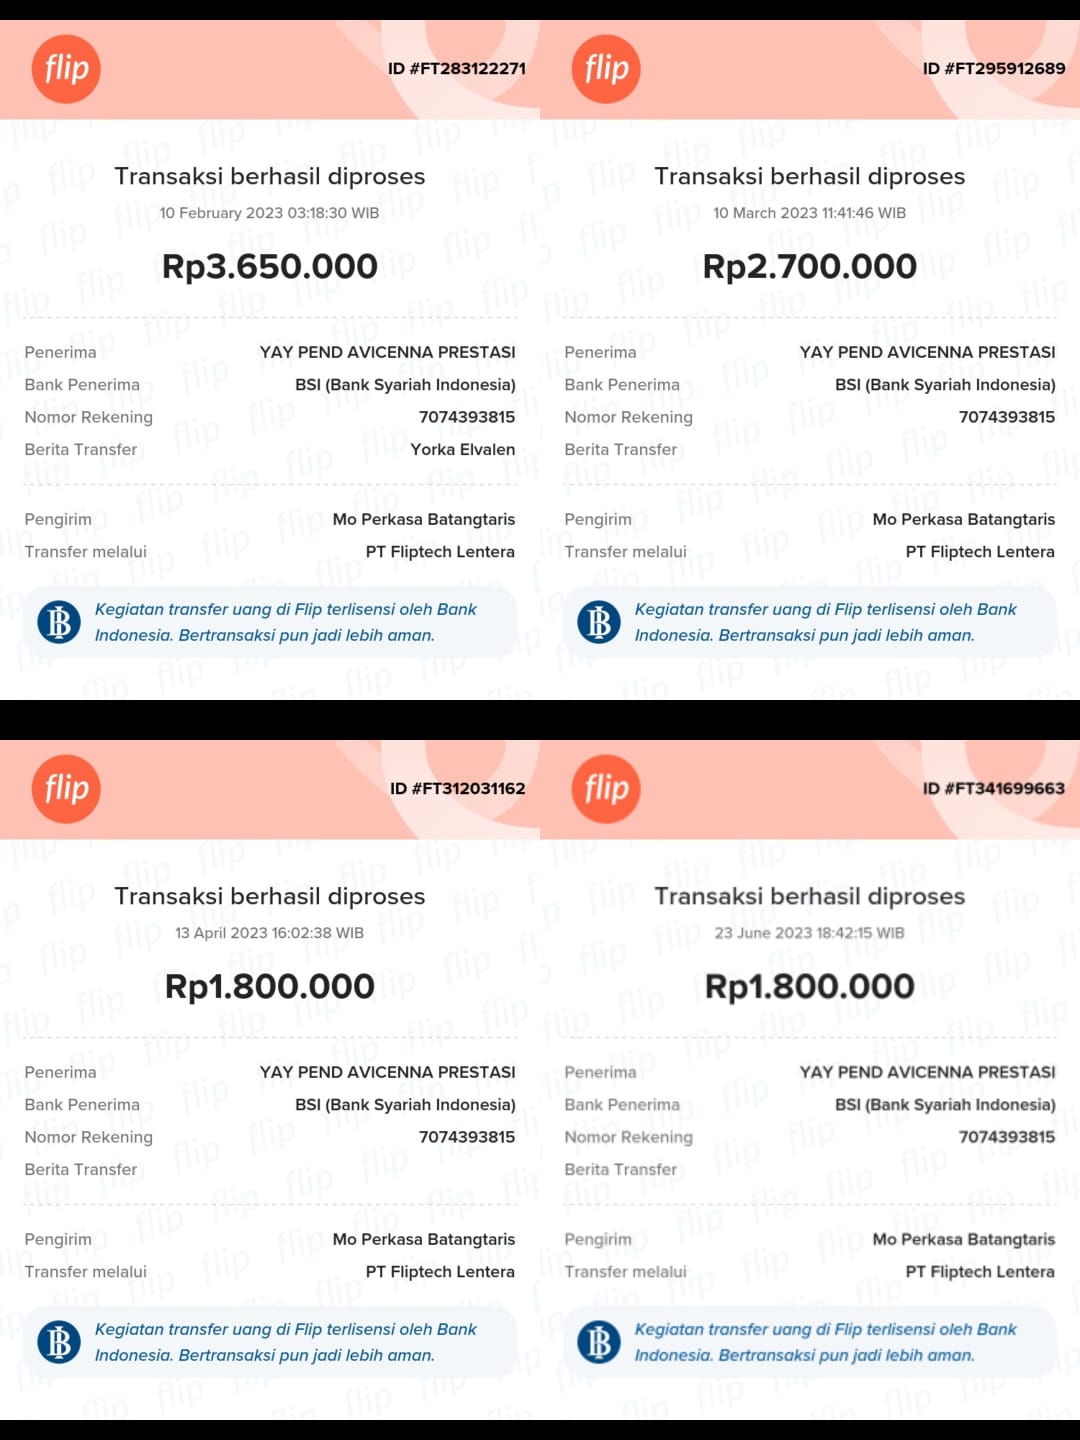 flip
ID #FT283122271
Transaksi berhasil diproses
10 February 2023 03:18:30 WIB
Rp3.650.000
Penerima YAY PEND AVICENNA PRESTASI
Bank Penerima BSI (Bank Syariah Indonesia)
Nomor Rekening 7074393815
Berita Transfer Yorka Elvalen
Pengirim Mo Perkasa Batangtaris
Transfer melalui PT Fliptech Lentera
Kegiatan transfer uang di Flip terlisensi oleh Bank
Indonesia. Bertransaksi pun jadi lebih aman.
flip
ID #FT295912689
Transaksi berhasil diproses
10 March 2023 11:41:46 WIB
Rp2.700.000
Penerima YAY PEND AVICENNA PRESTASI
Bank Penerima BSI (Bank Syariah Indonesia)
Nomor Rekening 7074393815
Berita Transfer
Pengirim Mo Perkasa Batangtaris
Transfer melalui PT Fliptech Lentera
Kegiatan transfer uang di Flip terlisensi oleh Bank
Indonesia. Bertransaksi pun jadi lebih aman.
flip
ID #FT312031162
Transaksi berhasil diproses
13 April 2023 16:02:38 WIB
Rp1.800.000
Penerima YAY PEND AVICENNA PRESTASI
Bank Penerima BSI (Bank Syariah Indonesia)
Nomor Rekening 7074393815
Berita Transfer
Pengirim Mo Perkasa Batangtaris
Transfer melalui PT Fliptech Lentera
Kegiatan transfer uang di Flip terlisensi oleh Bank
Indonesia. Bertransaksi pun jadi lebih aman.
flip
ID #FT341699663
Transaksi berhasil diproses
23 June 2023 18:42:15 WIB
Rp1.800.000
Penerima YAY PEND AVICENNA PRESTASI
Bank Penerima BSI (Bank Syariah Indonesia)
Nomor Rekening 7074393815
Berita Transfer
Pengirim Mo Perkasa Batangtaris
Transfer melalui PT Fliptech Lentera
Kegiatan transfer uang di Flip terlisensi oleh Bank
Indonesia. Bertransaksi pun jadi lebih aman.